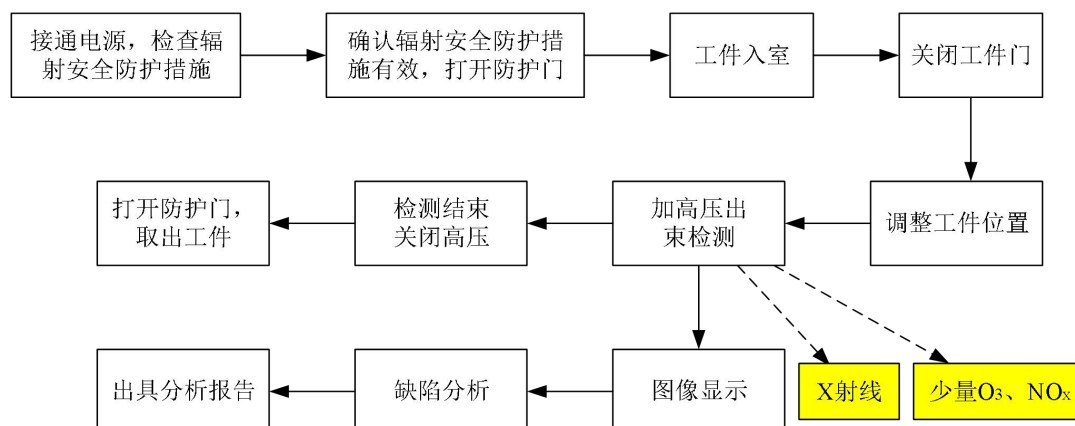 接通电源，检查辐
射安全防护措施
确认辐射安全防护措
施有效，打开防护门
工件入室
关闭工件门
打开防护门，
取出工件
检测结束
关闭高压
加高压出
束检测
调整工件位置
出具分析报告
缺陷分析
图像显示
X射线
少量O₃、NOₓ